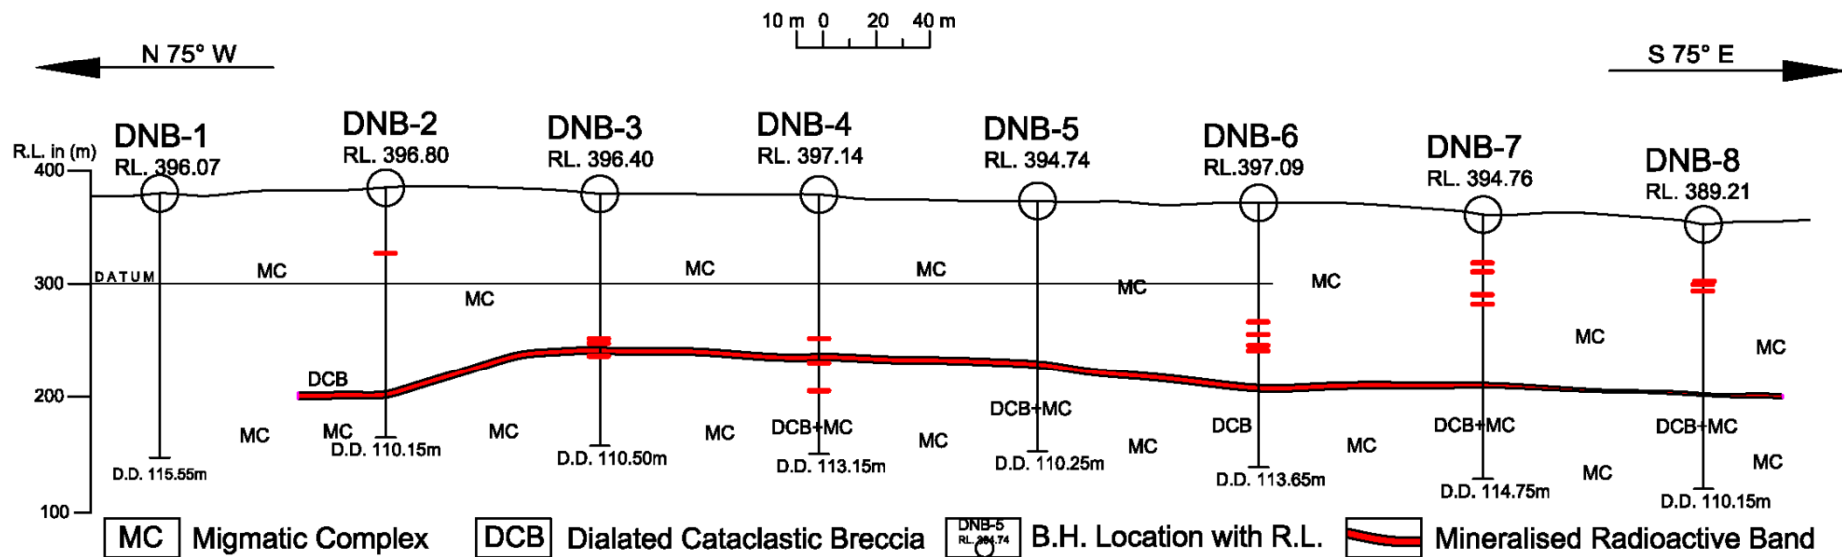 10 m 0 20 40 m
N 75° W
S 75° E
DNB-1
RL. 396.07
DNB-2
RL. 396.80
DNB-3
RL. 396.40
DNB-4
RL. 397.14
DNB-5
RL. 394.74
DNB-6
RL.397.09
DNB-7
RL. 394.76
DNB-8
RL. 389.21
R.L. in (m)
400
300
200
100
DATUM
MC
MC
MC
MC
MC
MC
MC
MC
DCB
MC
MC
MC
MC
DCB+MC
MC
DCB+MC
MC
DCB
MC
DCB+MC
MC
DCB+MC
MC
D.D. 115.55m
D.D. 110.15m
D.D. 110.50m
D.D. 113.15m
D.D. 110.25m
D.D. 113.65m
D.D. 114.75m
D.D. 110.15m
MC Migmatic Complex
DCB Dialated Cataclastic Breccia
DNB-5
RL. 394.74
B.H. Location with R.L.
Mineralised Radioactive Band